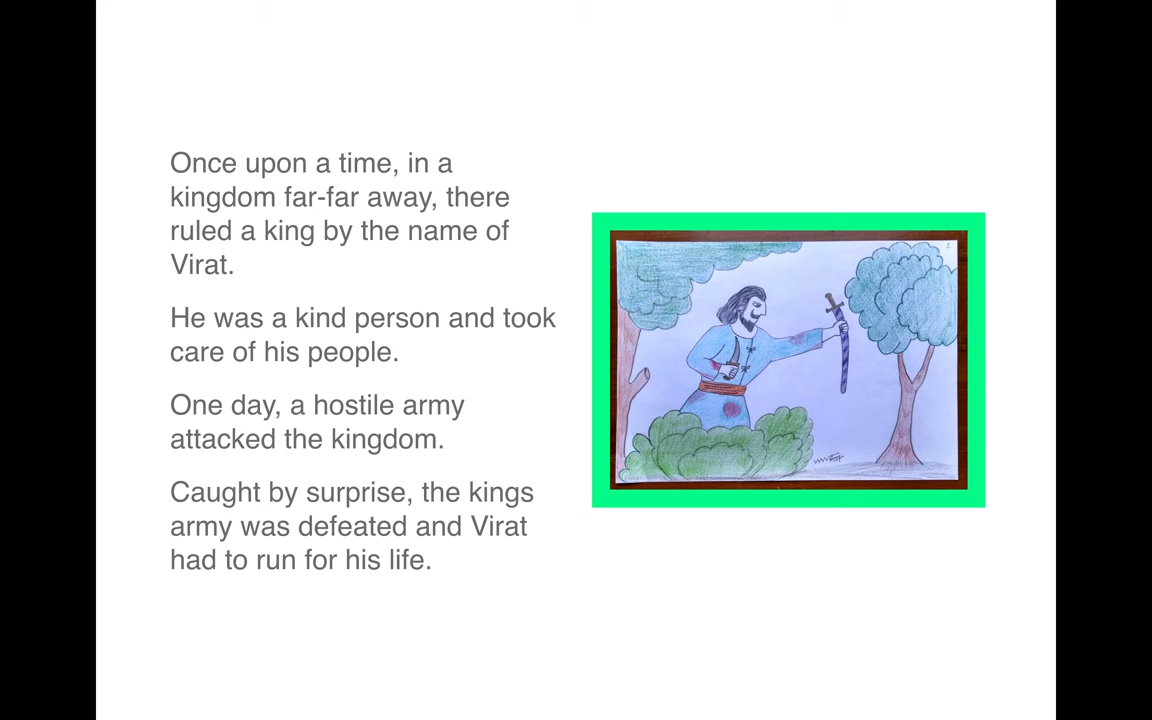 Once upon a time, in a
kingdom far-far away, there
ruled a king by the name of
Virat.
He was a kind person and took
care of his people.
One day, a hostile army
attacked the kingdom.
Caught by surprise, the kings
army was defeated and Virat
had to run for his life.